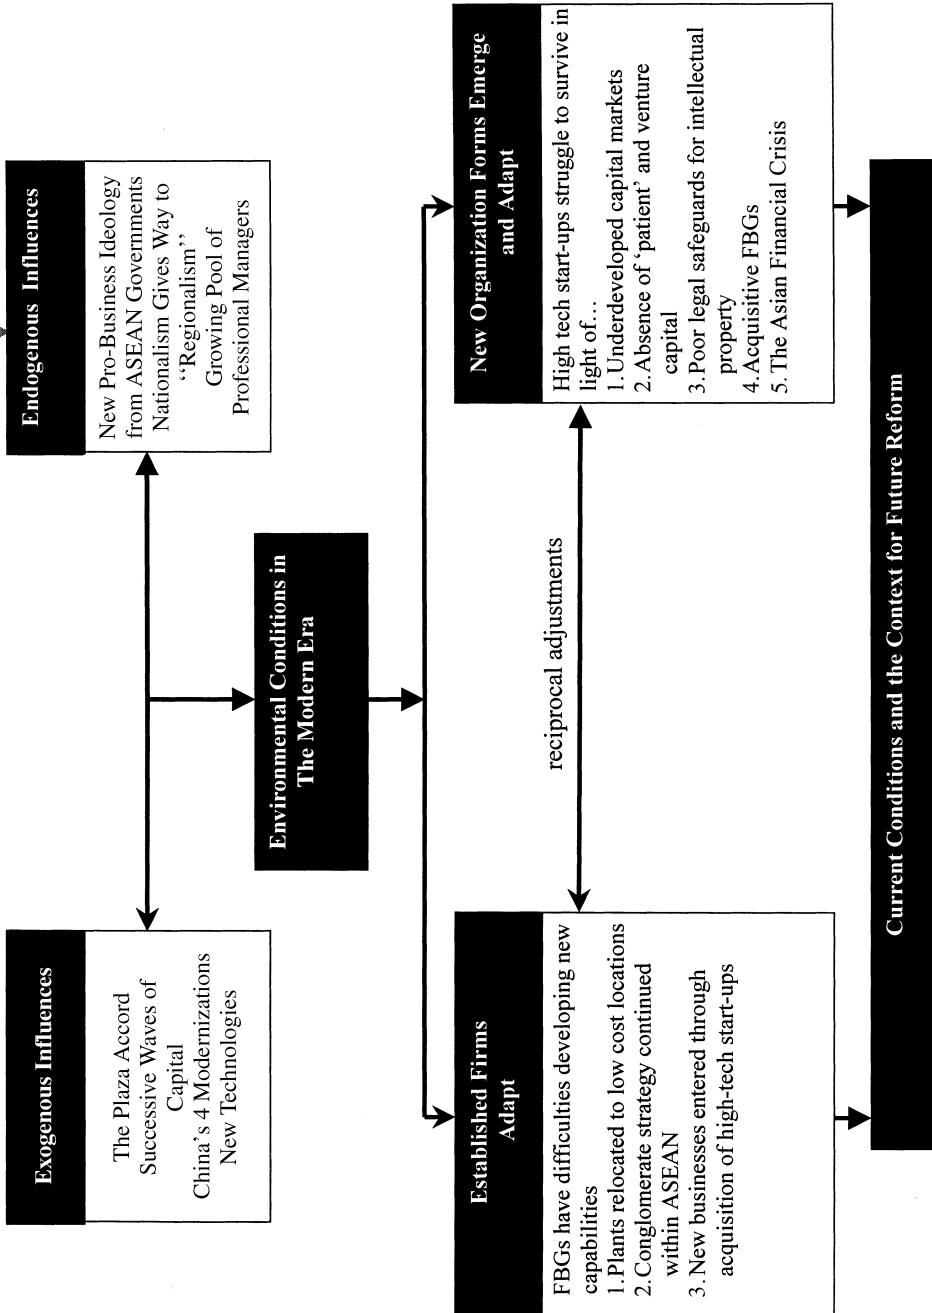 Exogenous Influences
The Plaza Accord
Successive Waves of
Capital
China's 4 Modernizations
New Technologies
Endogenous Influences
New Pro-Business Ideology
from ASEAN Governments
Nationalism Gives Way to
“Regionalism”
Growing Pool of
Professional Managers
Environmental Conditions in
The Modern Era
Established Firms
Adapt
FBGs have difficulties developing new
capabilities
1. Plants relocated to low cost locations
2. Conglomerate strategy continued
within ASEAN
3. New businesses entered through
acquisition of high-tech start-ups
reciprocal adjustments
New Organization Forms Emerge
and Adapt
High tech start-ups struggle to survive in
light of…
1. Underdeveloped capital markets
2. Absence of ‘patient’ and venture
capital
3. Poor legal safeguards for intellectual
property
4. Acquisitive FBGs
5. The Asian Financial Crisis
Current Conditions and the Context for Future Reform